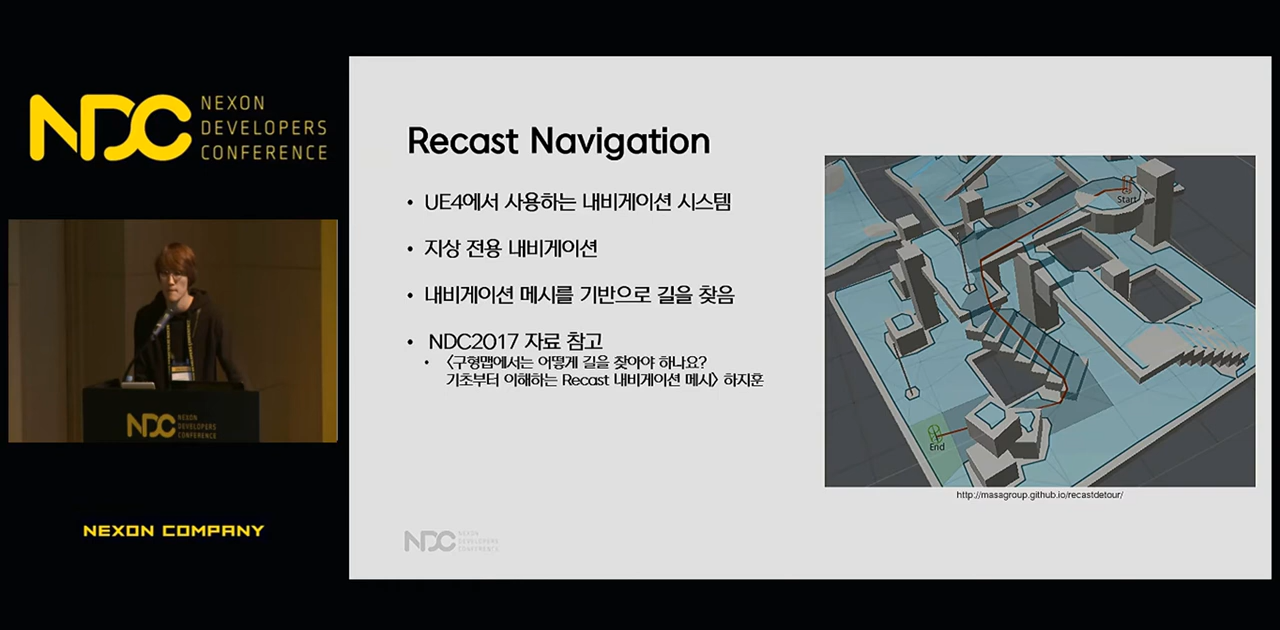 NDC
NEXON
DEVELOPERS
CONFERENCE
Recast Navigation
• UE4에서 사용하는 내비게이션 시스템
• 지상 전용 내비게이션
• 내비게이션 메시를 기반으로 길을 찾음
• NDC2017 자료 참고
• 〈구형맵에서는 어떻게 길을 찾아야 하나요?
기초부터 이해하는 Recast 내비게이션 메시〉 하지훈
Start
End
http://masagroup.github.io/recastdetour/
NDC
NEXON
DEVELOPERS
CONFERENCE
NEXON COMPANY
NDC
NEXON
DEVELOPERS
CONFERENCE